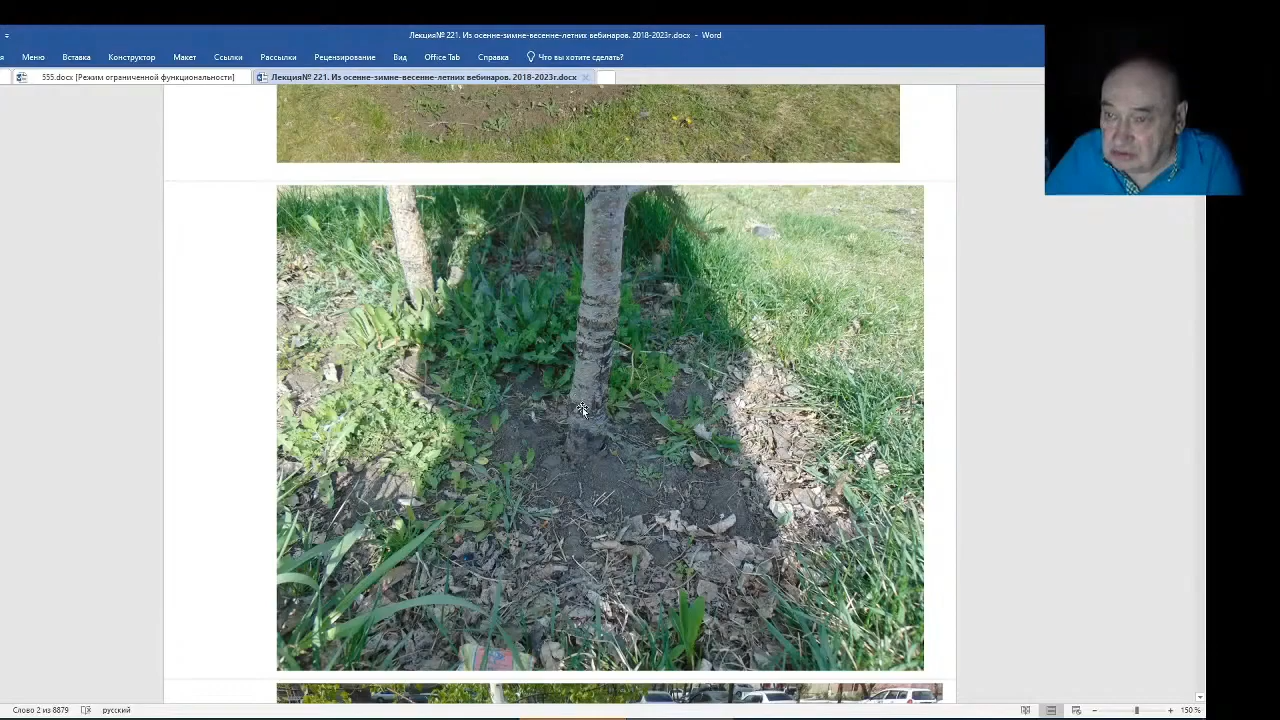 Лекция№ 221. Из осенне-зимне-весенне-летних вебинаров. 2018-2023г.docx - Word
я Меню Вставка Конструктор Макет Ссылки Рассылки Рецензирование Вид Office Tab Справка Что вы хотите сделать?
555.docx [Режим ограниченной функциональности] Лекция№ 221. Из осенне-зимне-весенне-летних вебинаров. 2018-2023г.docx
Слово 2 из 8879 русский 150 %